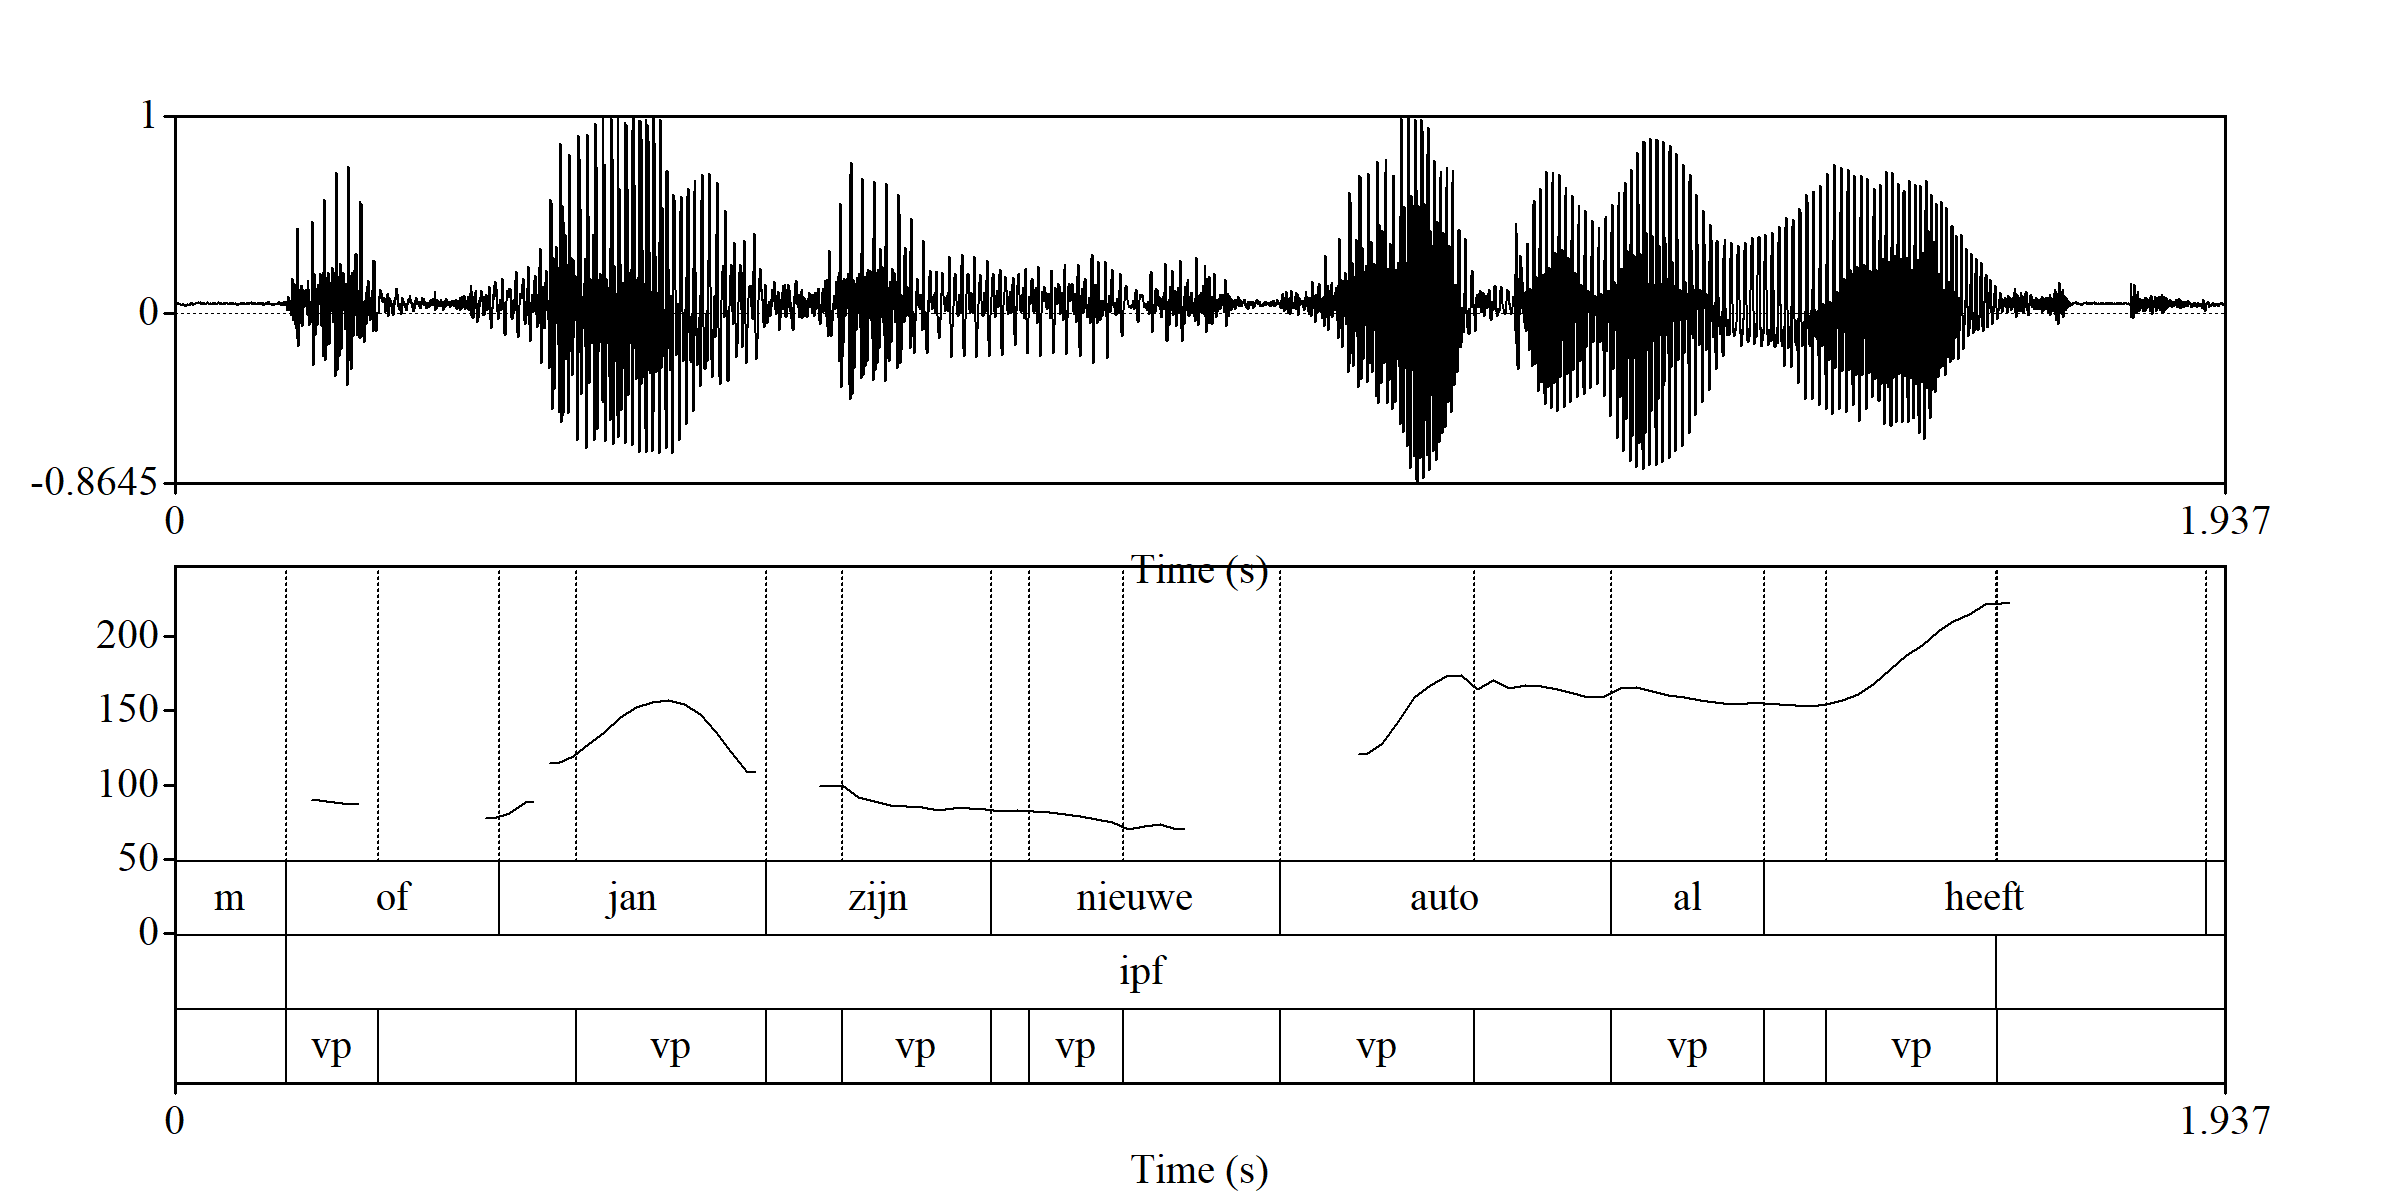 1
0
-0.8645
0 1.937
Time (s)
200
150
100
50
0
m of jan zijn nieuwe auto al heeft
ipf
vp vp vp vp vp vp vp
0 1.937
Time (s)